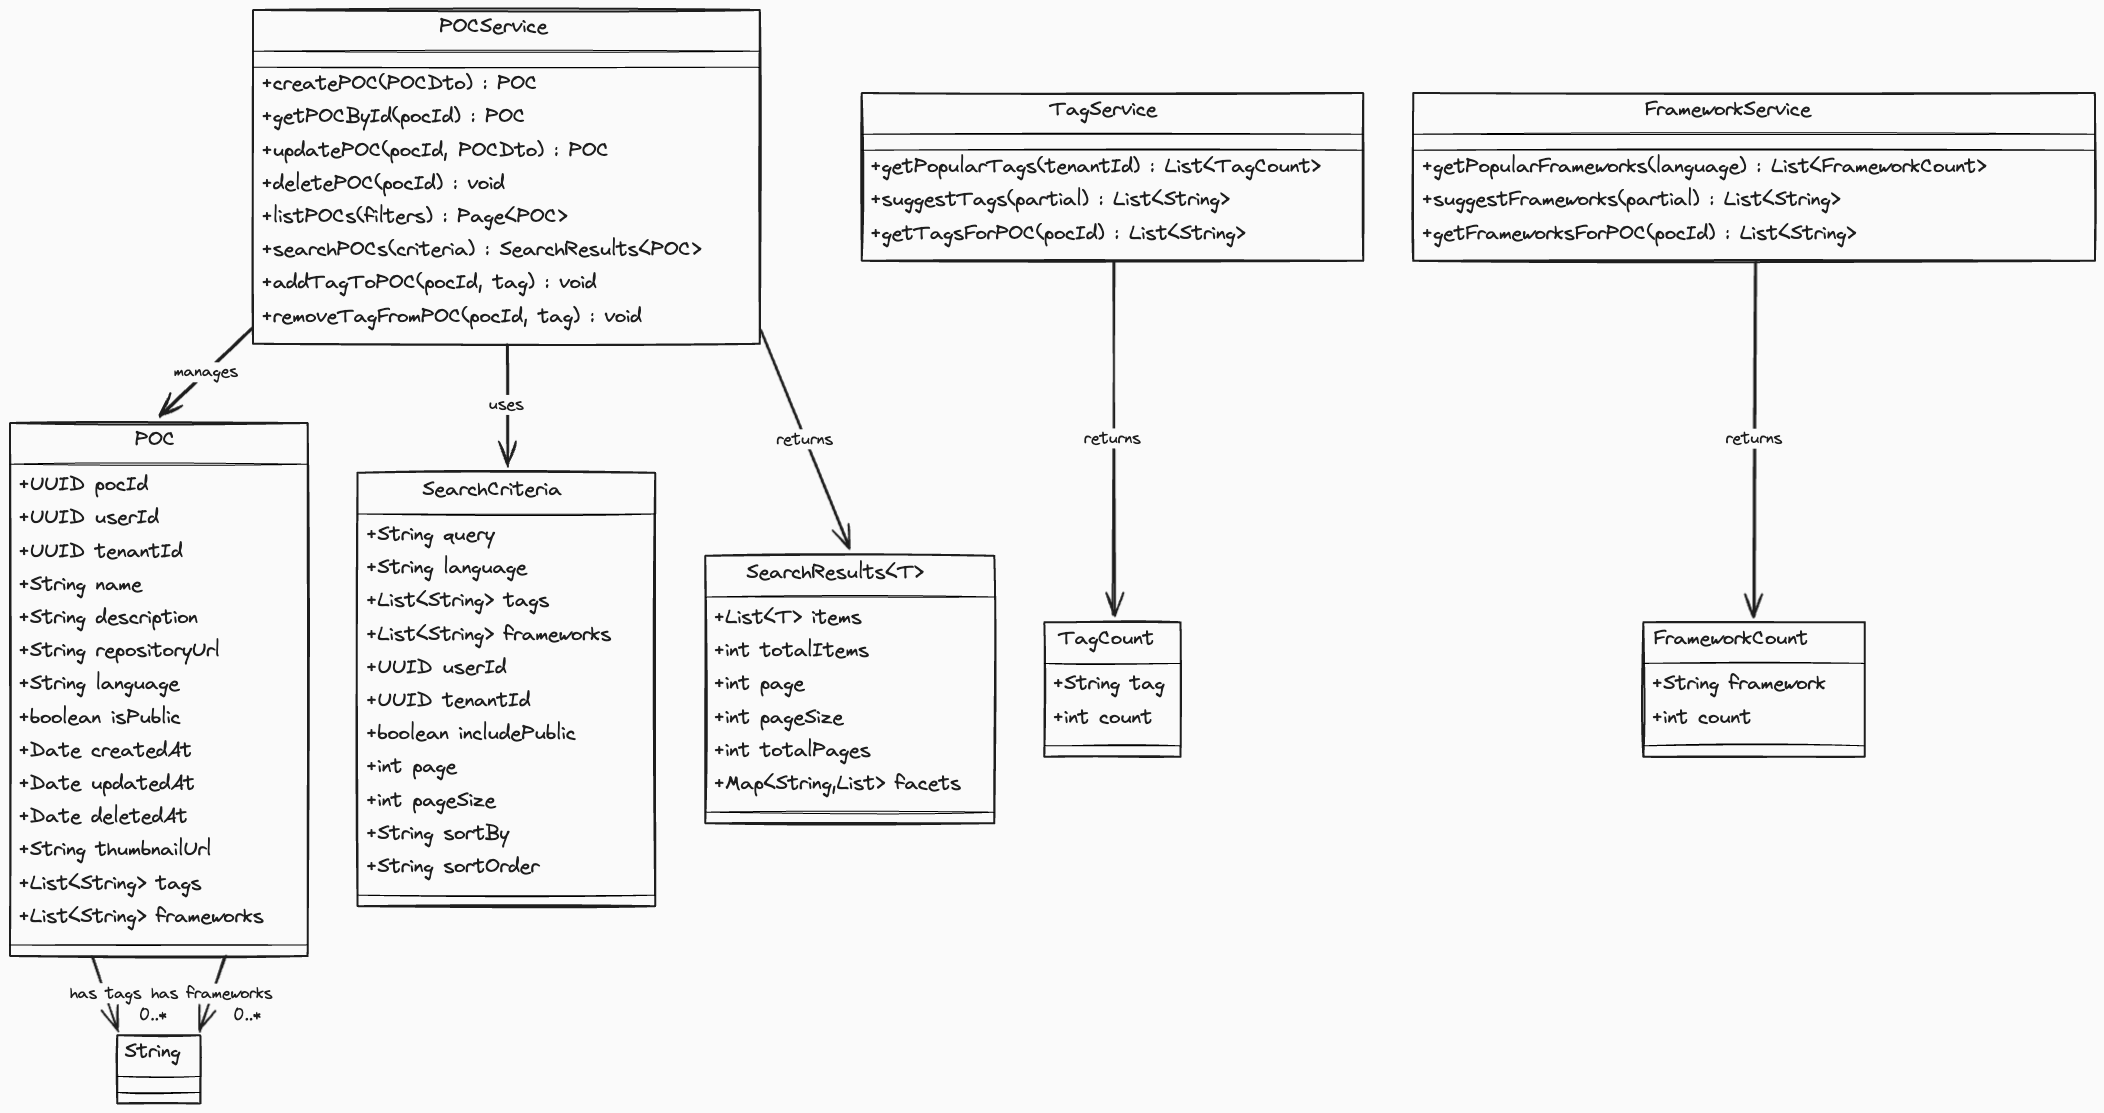 POCService
+createPOC(POCDto) : POC
+getPOCById(pocId) : POC
+updatePOC(pocId, POCDto) : POC
+deletePOC(pocId) : void
+listPOCs(filters) : Page<POC>
+searchPOCs(criteria) : SearchResults<POC>
+addTagToPOC(pocId, tag) : void
+removeTagFromPOC(pocId, tag) : void
TagService
+getPopularTags(tenantId) : List<TagCount>
+suggestTags(partial) : List<String>
+getTagsForPOC(pocId) : List<String>
FrameworkService
+getPopularFrameworks(language) : List<FrameworkCount>
+suggestFrameworks(partial) : List<String>
+getFrameworksForPOC(pocId) : List<String>
manages
uses
returns
returns
returns
POC
+UUID pocId
+UUID userId
+UUID tenantId
+String name
+String description
+String repositoryUrl
+String language
+boolean isPublic
+Date createdAt
+Date updatedAt
+Date deletedAt
+String thumbnailUrl
+List<String> tags
+List<String> frameworks
SearchCriteria
+String query
+String language
+List<String> tags
+List<String> frameworks
+UUID userId
+UUID tenantId
+boolean includePublic
+int page
+int pageSize
+String sortBy
+String sortOrder
SearchResults<T>
+List<T> items
+int totalItems
+int page
+int pageSize
+int totalPages
+Map<String,List> facets
TagCount
+String tag
+int count
FrameworkCount
+String framework
+int count
has tags has frameworks
0..* 0..*
String